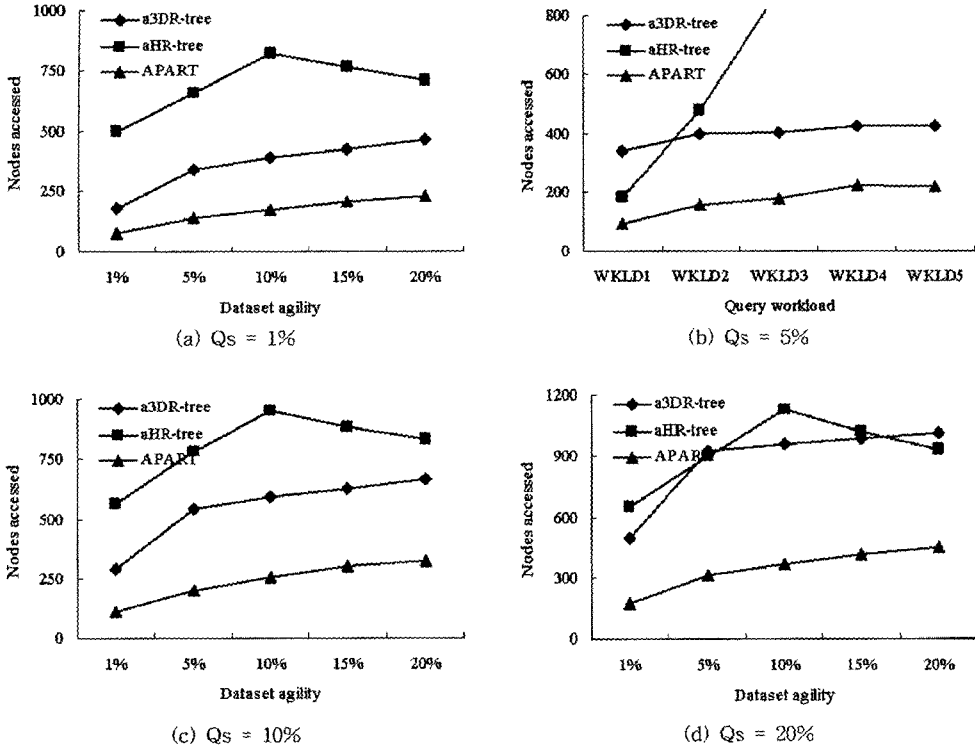 1000
750
500
250
0
Nodes accessed
a3DR-tree
aHR-tree
APART
1%
5%
10%
15%
20%
Dataset agility
(a) Qs = 1%
800
600
400
200
0
Nodes accessed
a3DR-tree
aHR-tree
APART
WKLD1
WKLD2
WKLD3
WKLD4
WKLD5
Query workload
(b) Qs = 5%
1000
750
500
250
0
Nodes accessed
a3DR-tree
aHR-tree
APART
1%
5%
10%
15%
20%
Dataset agility
(c) Qs = 10%
1200
900
600
300
0
Nodes accessed
a3DR-tree
aHR-tree
APART
1%
5%
10%
15%
20%
Dataset agility
(d) Qs = 20%